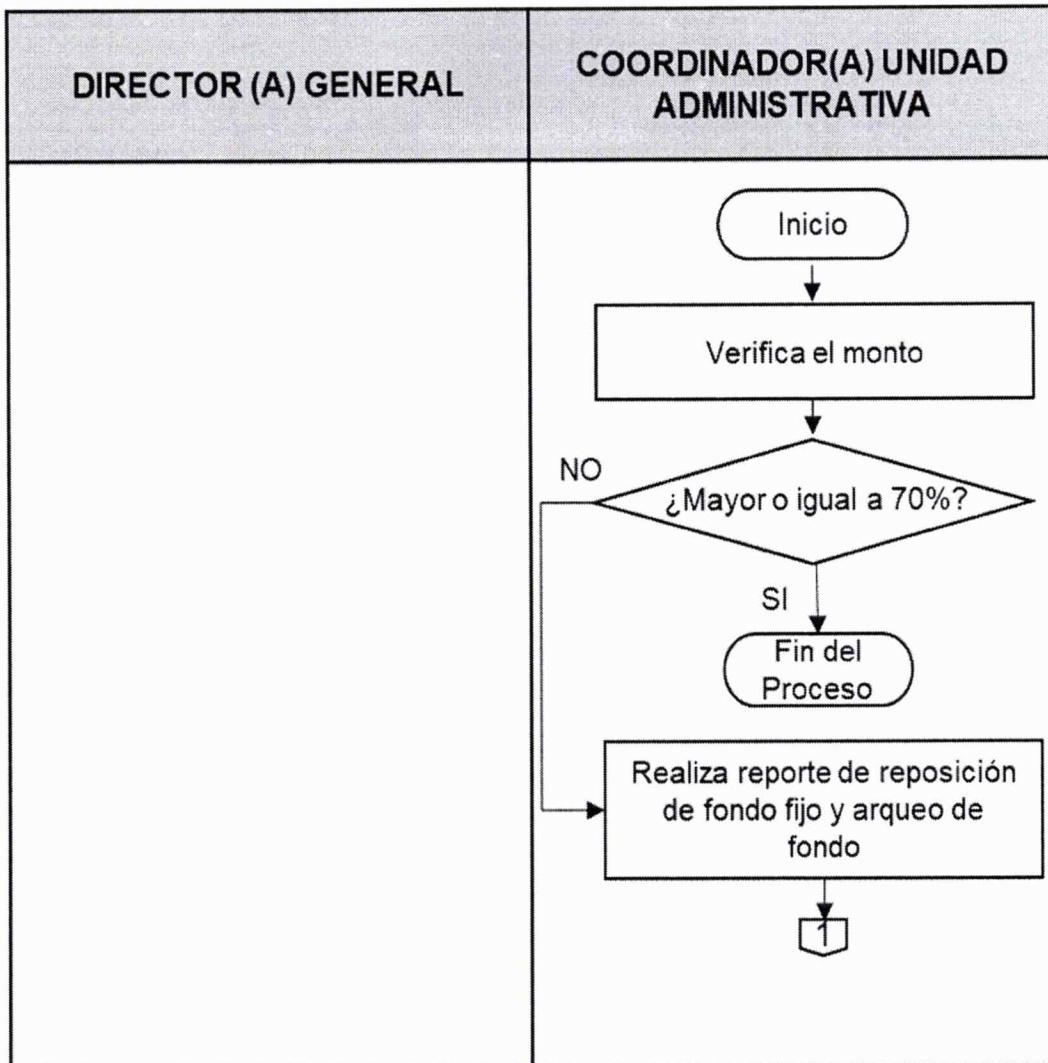 DIRECTOR (A) GENERAL
COORDINADOR(A) UNIDAD
ADMINISTRATIVA
Inicio
Verifica el monto
NO
¿Mayor o igual a 70%?
SI
Fin del
Proceso
Realiza reporte de reposición
de fondo fijo y arqueo de
fondo
1